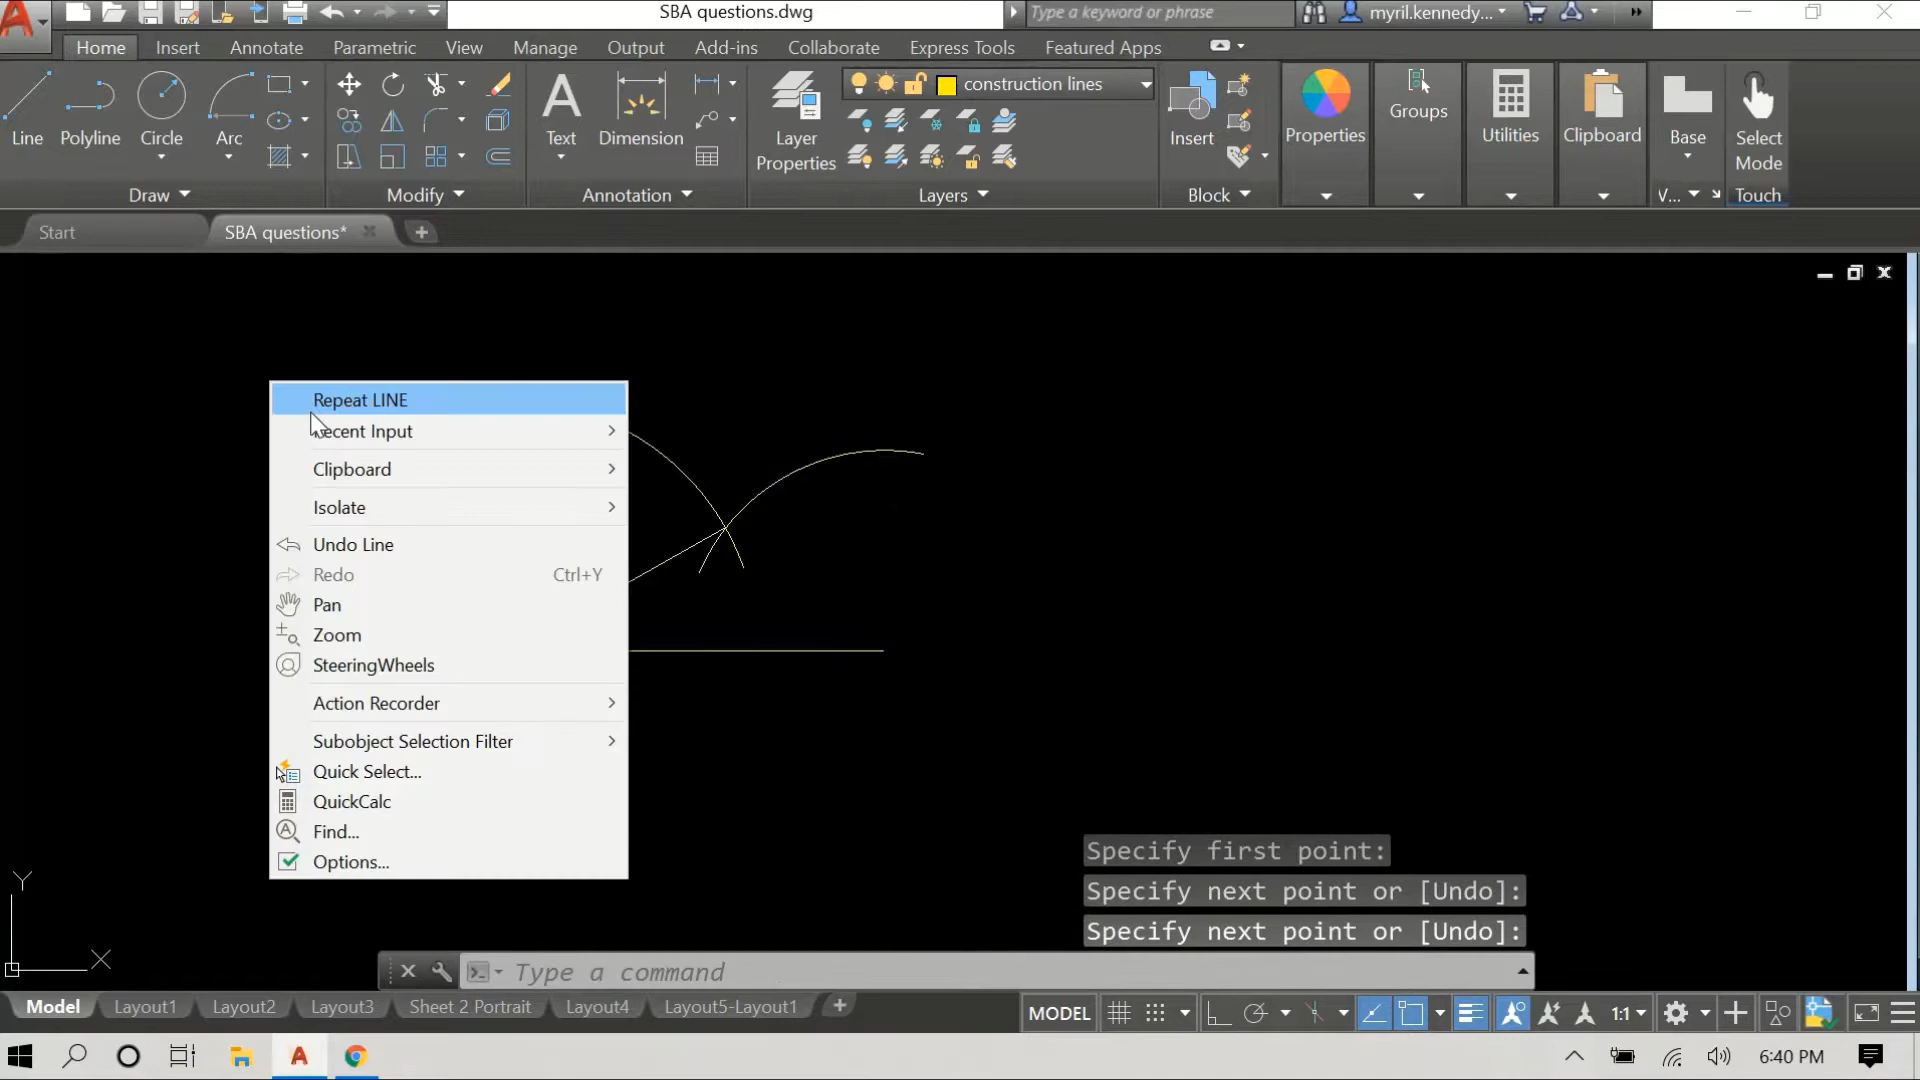 SBA questions.dwg
Type a keyword or phrase
myril.kennedy...
Home Insert Annotate Parametric View Manage Output Add-ins Collaborate Express Tools Featured Apps
construction lines
Line Polyline Circle Arc
Text Dimension
Layer Properties
Insert
Properties
Groups
Utilities
Clipboard
Base
Select Mode
Draw Modify Annotation Layers Block V... Touch
Start SBA questions*
Repeat LINE
Recent Input
Clipboard
Isolate
Undo Line
Redo Ctrl+Y
Pan
Zoom
SteeringWheels
Action Recorder
Subobject Selection Filter
Quick Select...
QuickCalc
Find...
Options...
Specify first point:
Specify next point or [Undo]:
Specify next point or [Undo]:
Y
X
Type a command
Model Layout1 Layout2 Layout3 Sheet 2 Portrait Layout4 Layout5-Layout1
MODEL 1:1
6:40 PM